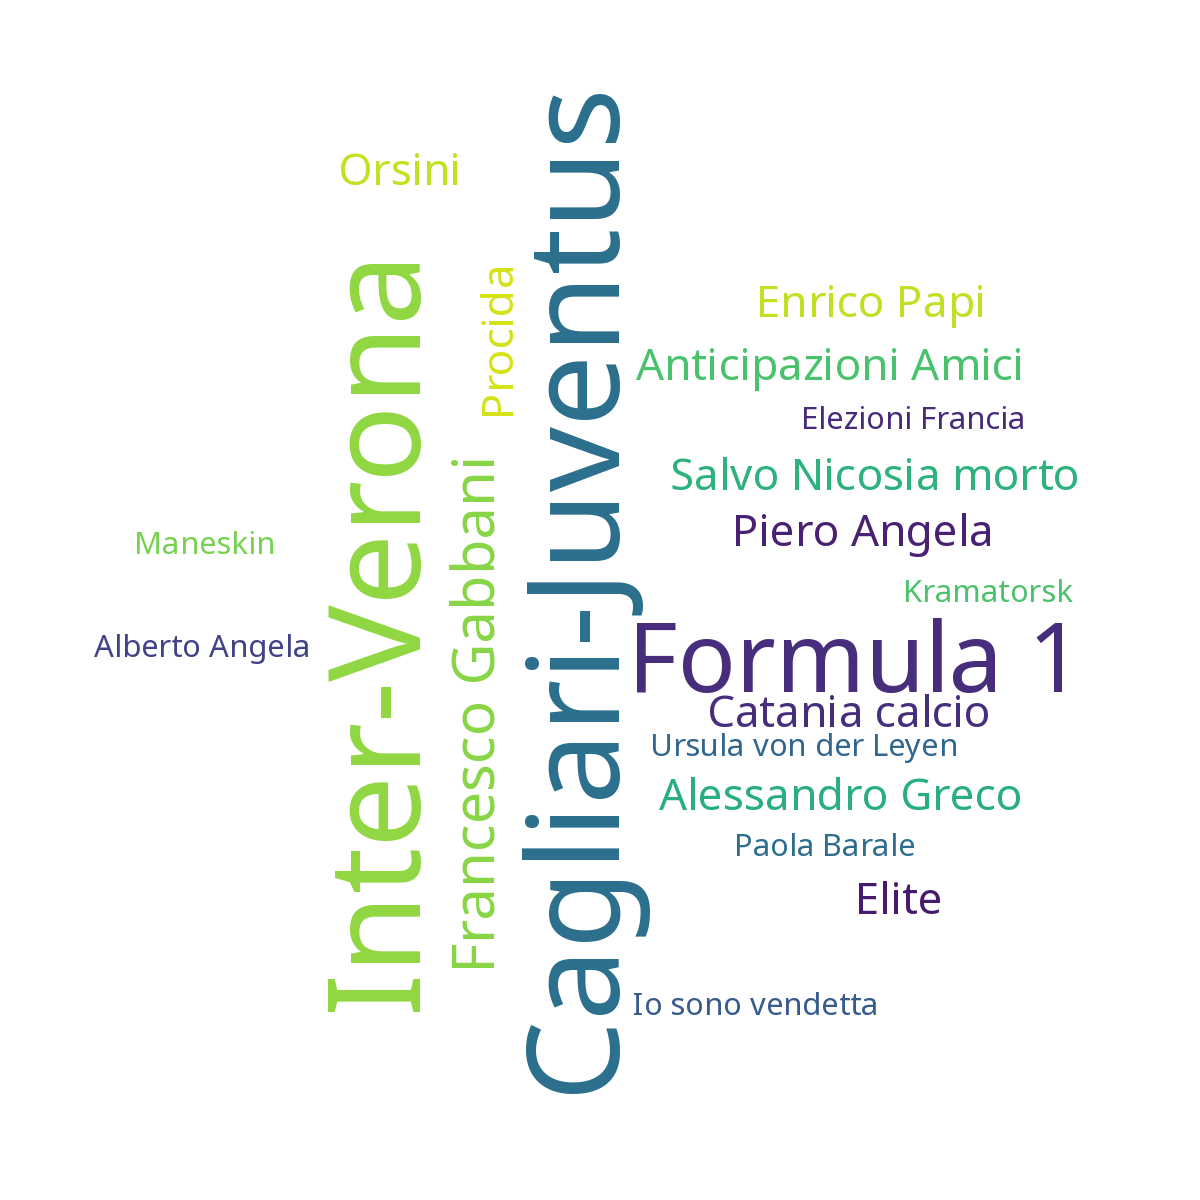 Orsini
Inter-Verona
Procida
Francesco Gabbani
Cagliari-Juventus
Maneskin
Alberto Angela
Enrico Papi
Anticipazioni Amici
Elezioni Francia
Salvo Nicosia morto
Piero Angela
Kramatorsk
Formula 1
Catania calcio
Ursula von der Leyen
Alessandro Greco
Paola Barale
Elite
Io sono vendetta